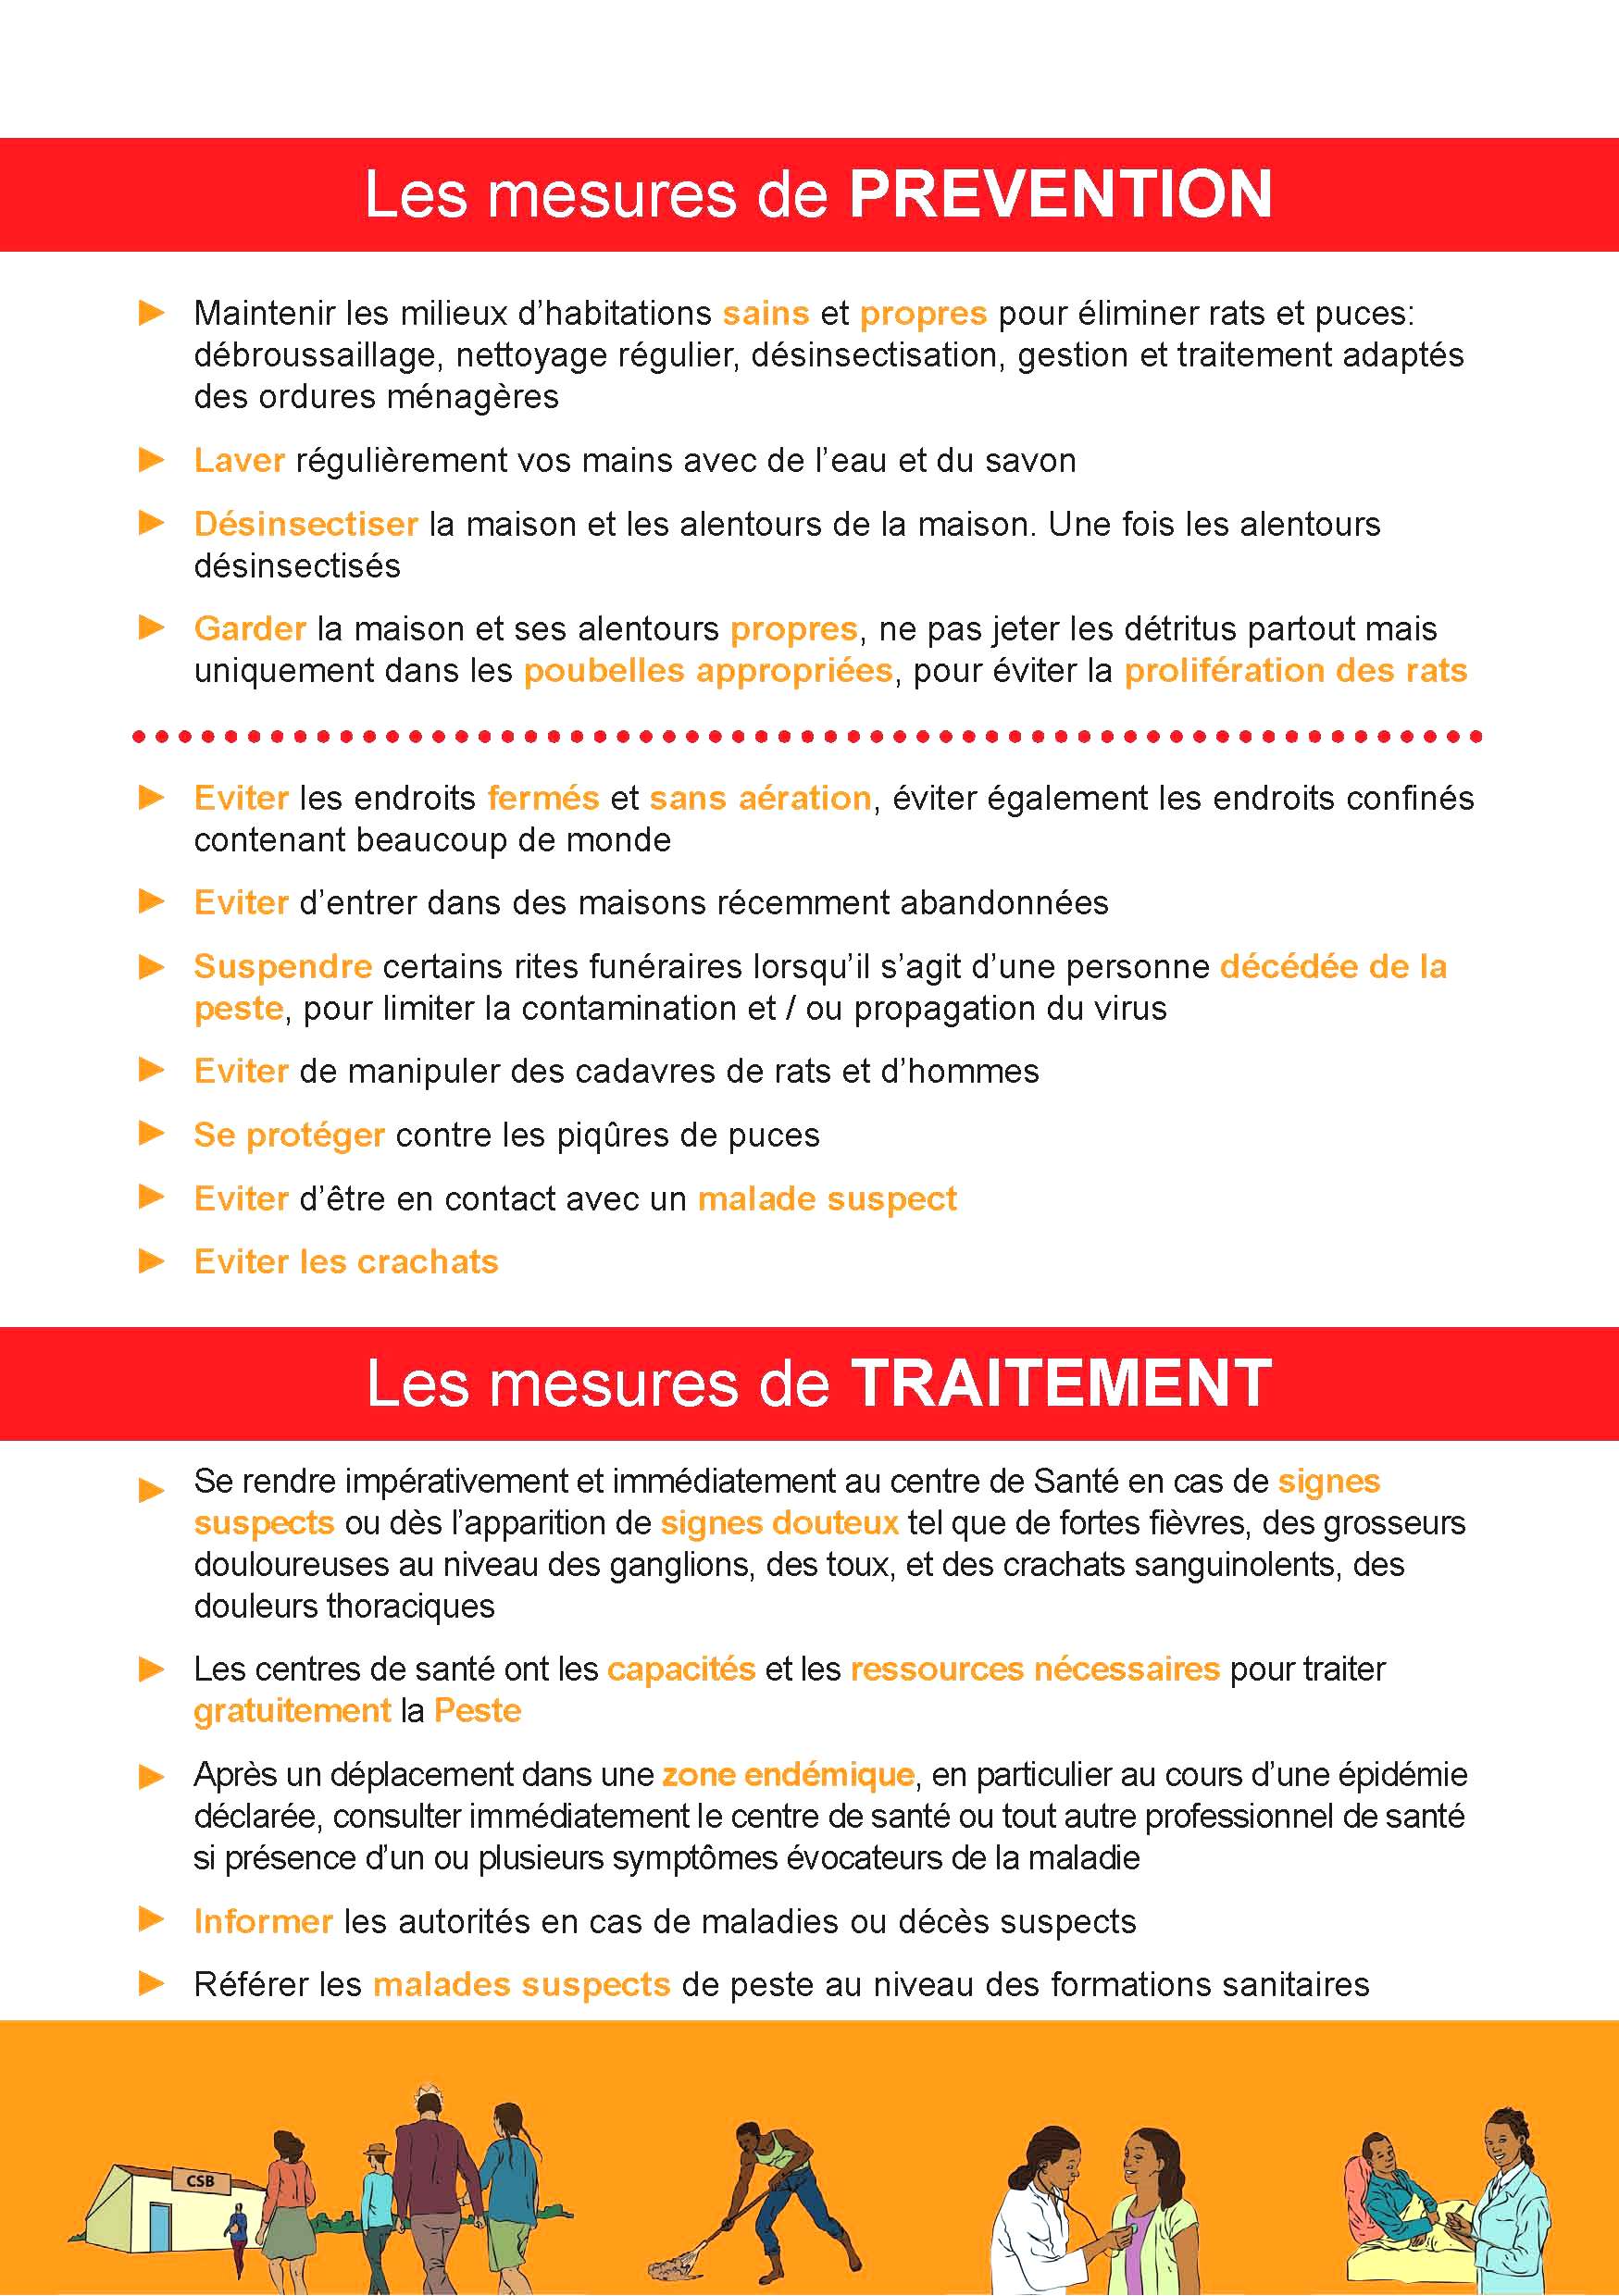 Les mesures de PREVENTION
► Maintenir les milieux d’habitations sains et propres pour éliminer rats et puces:
débroussaillage, nettoyage régulier, désinsectisation, gestion et traitement adaptés
des ordures ménagères
► Laver régulièrement vos mains avec de l’eau et du savon
► Désinsectiser la maison et les alentours de la maison. Une fois les alentours
désinsectisés
► Garder la maison et ses alentours propres, ne pas jeter les détritus partout mais
uniquement dans les poubelles appropriées, pour éviter la prolifération des rats
► Eviter les endroits fermés et sans aération, éviter également les endroits confinés
contenant beaucoup de monde
► Eviter d’entrer dans des maisons récemment abandonnées
► Suspendre certains rites funéraires lorsqu’il s’agit d’une personne décédée de la
peste, pour limiter la contamination et / ou propagation du virus
► Eviter de manipuler des cadavres de rats et d’hommes
► Se protéger contre les piqûres de puces
► Eviter d’être en contact avec un malade suspect
► Eviter les crachats
Les mesures de TRAITEMENT
► Se rendre impérativement et immédiatement au centre de Santé en cas de signes
suspects ou dès l’apparition de signes douteux tel que de fortes fièvres, des grosseurs
douloureuses au niveau des ganglions, des toux, et des crachats sanguinolents, des
douleurs thoraciques
► Les centres de santé ont les capacités et les ressources nécessaires pour traiter
gratuitement la Peste
► Après un déplacement dans une zone endémique, en particulier au cours d’une épidémie
déclarée, consulter immédiatement le centre de santé ou tout autre professionnel de santé
si présence d’un ou plusieurs symptômes évocateurs de la maladie
► Informer les autorités en cas de maladies ou décès suspects
► Référer les malades suspects de peste au niveau des formations sanitaires
CSB